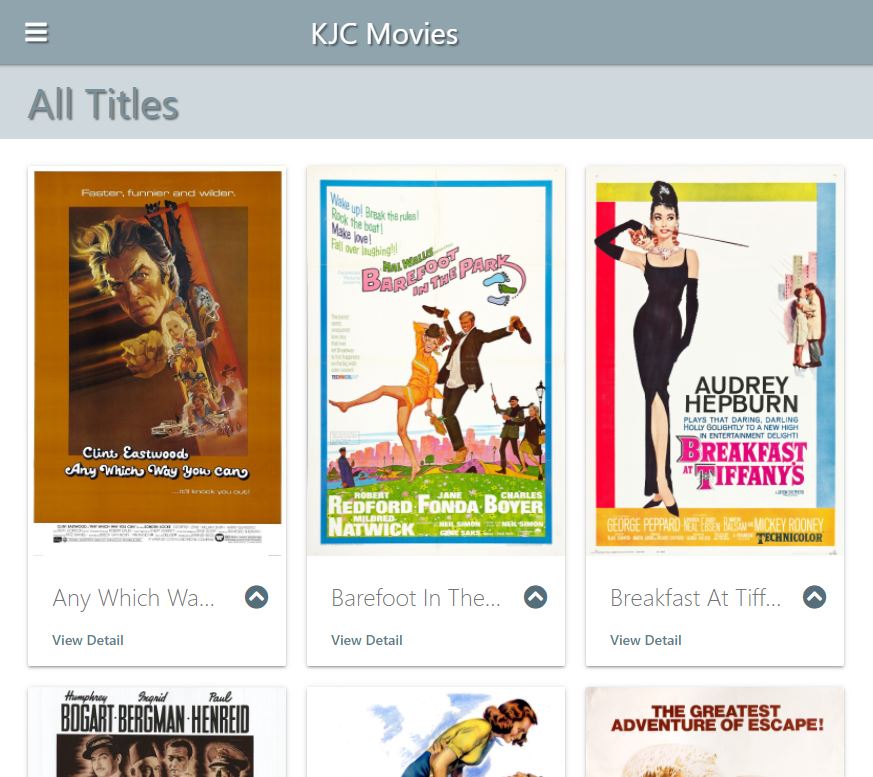 KJC Movies
All Titles
Faster, funnier and wilder.
Clint Eastwood
Any Which Way You Can
...it'll knock you out!
Wake up! Break the rules!
Rock the boat!
Make love!
Fall over laughing!!!
HAL WALLIS
BAREFOOT
IN THE PARK
TECHNICOLOR
ROBERT
REDFORD
JANE
FONDA
CHARLES
BOYER
MILDRED
NATWICK
NEIL SIMON
NEIL SIMON
GENE SAKS
AUDREY
HEPBURN
PLAYS THAT DARING, DARLING
HOLLY GOLIGHTLY TO A NEW HIGH
IN ENTERTAINMENT DELIGHT!
BREAKFAST
AT TIFFANY'S
GEORGE PEPPARD
MICKEY ROONEY
TECHNICOLOR
Any Which Wa...
Barefoot In The...
Breakfast At Tiff...
View Detail
View Detail
View Detail
Humphrey Ingrid Paul
BOGART · BERGMAN · HENREID
THE GREATEST
ADVENTURE OF ESCAPE!